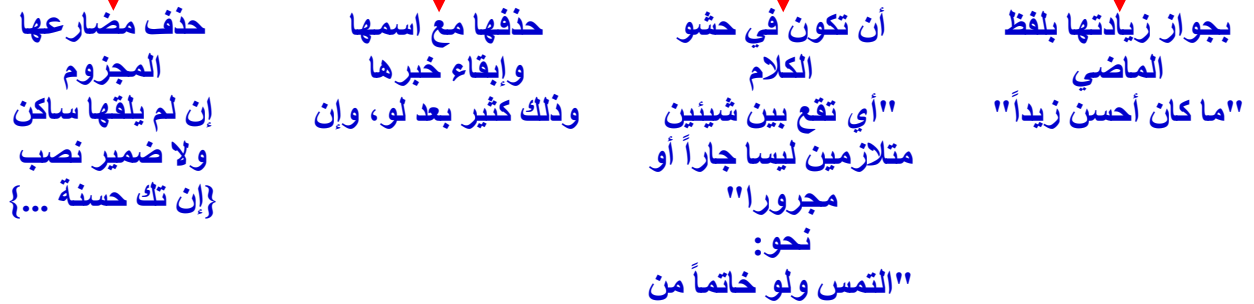 بجواز زيادتها بلفظ
الماضي
"ما كان أحسن زيداً"
أن تكون في حشو
الكلام
"أي تقع بين شيئين
متلازمين ليسا جاراً أو
مجرورا"
نحو:
"التمس ولو خاتماً من
حذفها مع اسمها
وإبقاء خبرها
وذلك كثير بعد لو، وإن
حذف مضارعها
المجزوم
إن لم يلقها ساكن
ولا ضمير نصب
{إن تك حسنة ...}